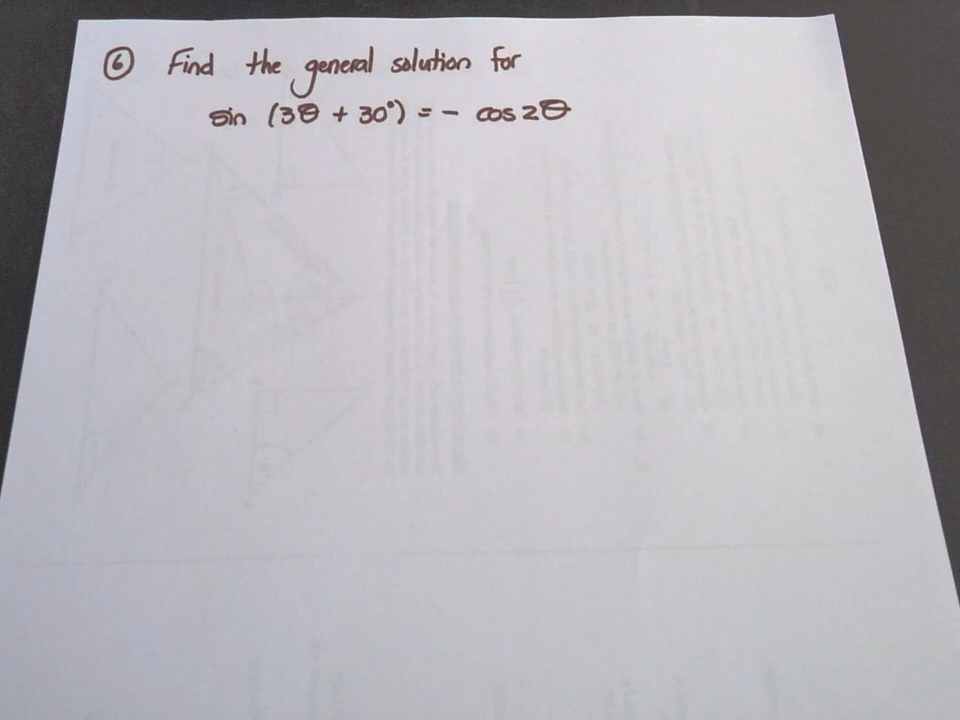 ⑥ Find the general solution for
sin (3θ + 30°) = - cos 2θ